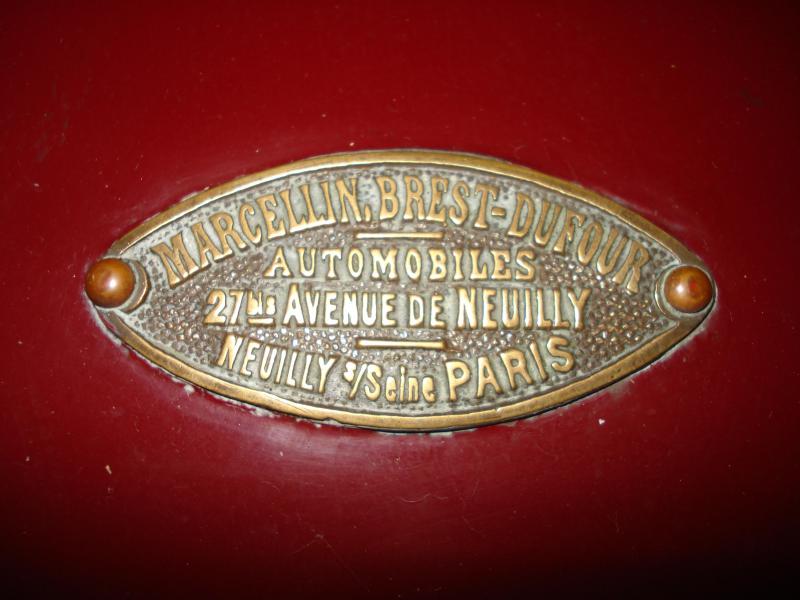 MARCELLIN, BREST-DUFOUR
AUTOMOBILES
27BIS AVENUE DE NEUILLY
NEUILLY S/Seine PARIS